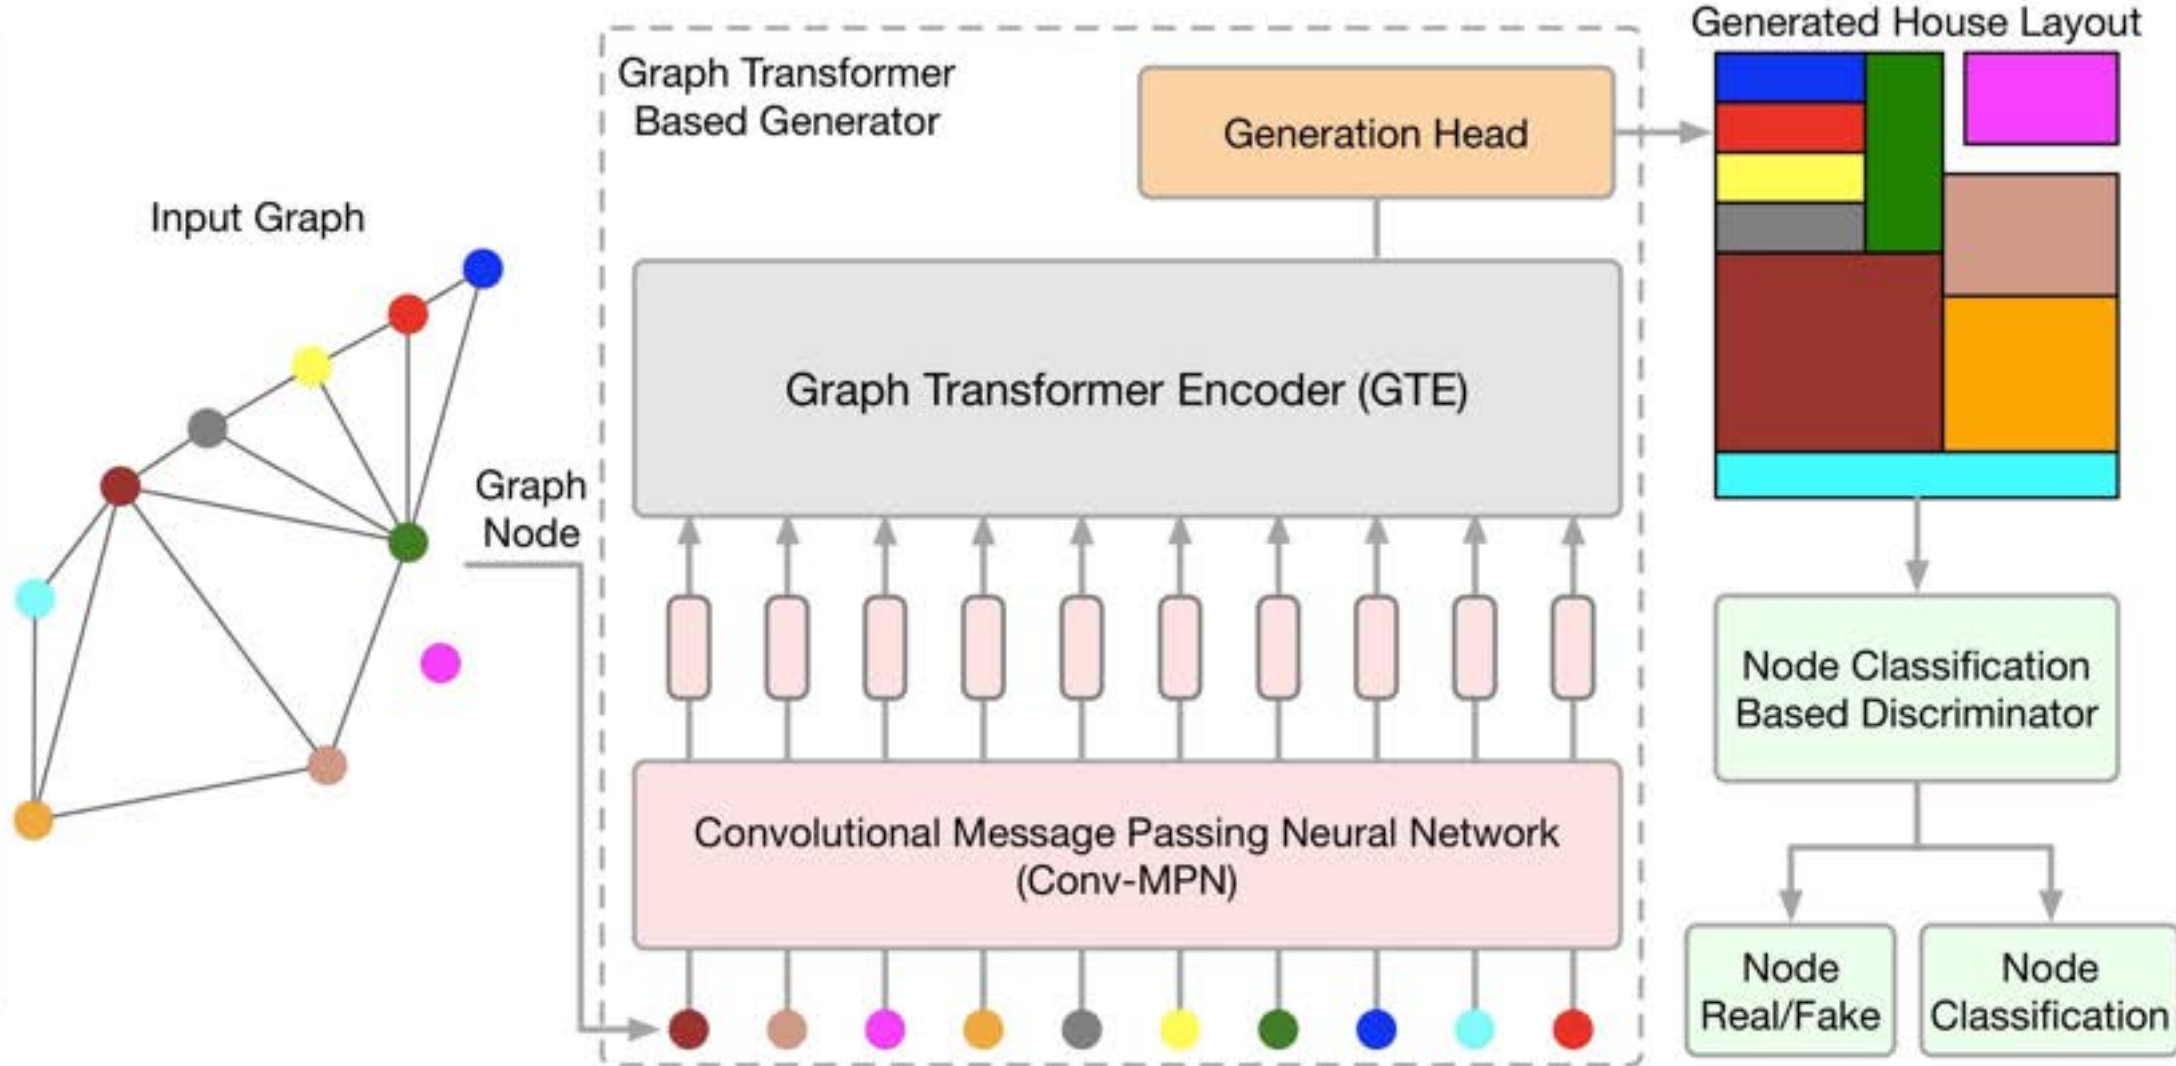 Input Graph
Graph
Node
Graph Transformer
Based Generator
Generation Head
Graph Transformer Encoder (GTE)
Convolutional Message Passing Neural Network
(Conv-MPN)
Generated House Layout
Node Classification
Based Discriminator
Node
Real/Fake
Node
Classification